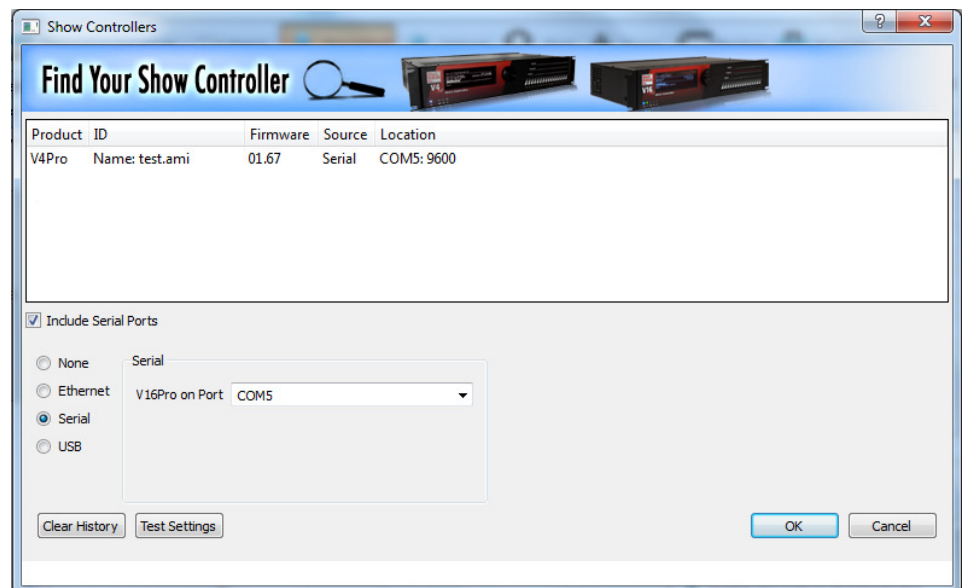 Show Controllers
Find Your Show Controller
V4
V16
Product ID Firmware Source Location
V4Pro Name: test.ami 01.67 Serial COM5: 9600
Include Serial Ports
None
Serial
Ethernet
V16Pro on Port COM5
Serial
USB
Clear History Test Settings OK Cancel